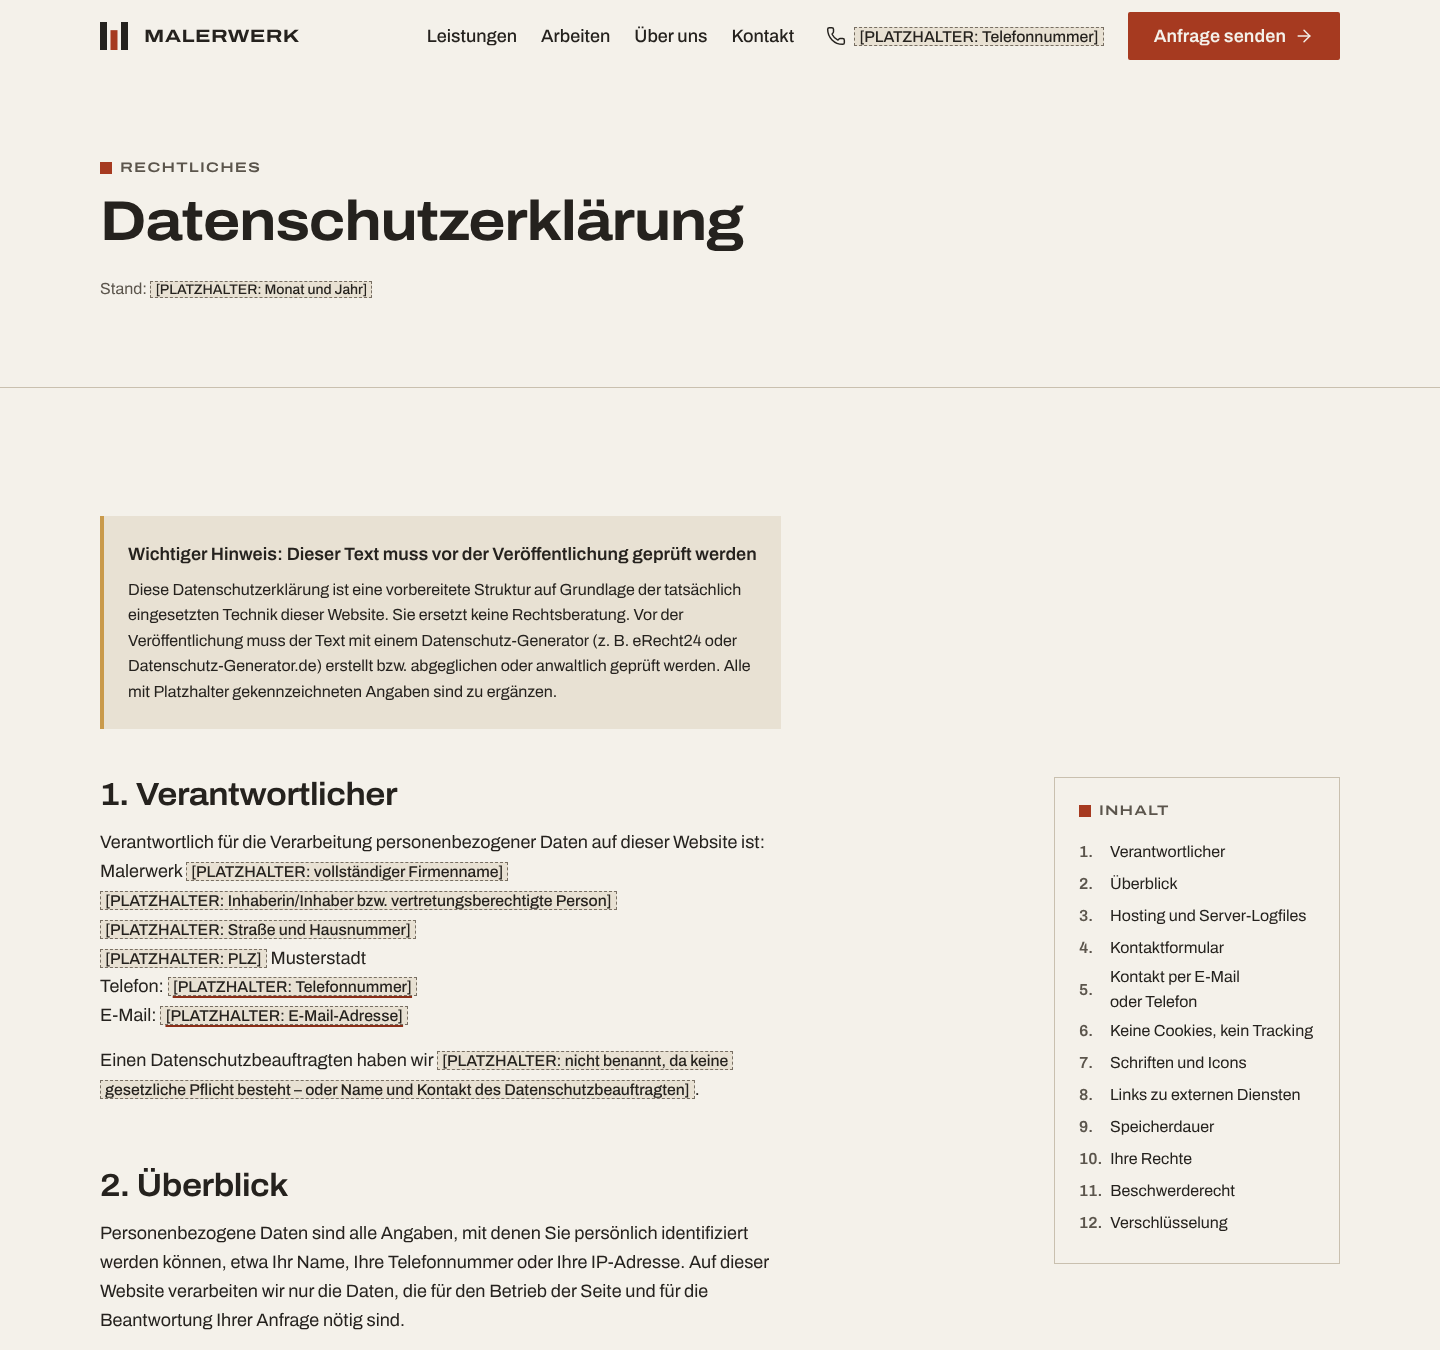 MALERWERK
Leistungen Arbeiten Über uns Kontakt [PLATZHALTER: Telefonnummer] Anfrage senden →
RECHTLICHES
Datenschutzerklärung
Stand: [PLATZHALTER: Monat und Jahr]
Wichtiger Hinweis: Dieser Text muss vor der Veröffentlichung geprüft werden
Diese Datenschutzerklärung ist eine vorbereitete Struktur auf Grundlage der tatsächlich
eingesetzten Technik dieser Website. Sie ersetzt keine Rechtsberatung. Vor der
Veröffentlichung muss der Text mit einem Datenschutz-Generator (z. B. eRecht24 oder
Datenschutz-Generator.de) erstellt bzw. abgeglichen oder anwaltlich geprüft werden. Alle
mit Platzhalter gekennzeichneten Angaben sind zu ergänzen.
1. Verantwortlicher
Verantwortlich für die Verarbeitung personenbezogener Daten auf dieser Website ist:
Malerwerk [PLATZHALTER: vollständiger Firmenname]
[PLATZHALTER: Inhaberin/Inhaber bzw. vertretungsberechtigte Person]
[PLATZHALTER: Straße und Hausnummer]
[PLATZHALTER: PLZ] Musterstadt
Telefon: [PLATZHALTER: Telefonnummer]
E-Mail: [PLATZHALTER: E-Mail-Adresse]
Einen Datenschutzbeauftragten haben wir [PLATZHALTER: nicht benannt, da keine
gesetzliche Pflicht besteht – oder Name und Kontakt des Datenschutzbeauftragten].
2. Überblick
Personenbezogene Daten sind alle Angaben, mit denen Sie persönlich identifiziert
werden können, etwa Ihr Name, Ihre Telefonnummer oder Ihre IP-Adresse. Auf dieser
Website verarbeiten wir nur die Daten, die für den Betrieb der Seite und für die
Beantwortung Ihrer Anfrage nötig sind.
INHALT
1. Verantwortlicher
2. Überblick
3. Hosting und Server-Logfiles
4. Kontaktformular
5. Kontakt per E-Mail
oder Telefon
6. Keine Cookies, kein Tracking
7. Schriften und Icons
8. Links zu externen Diensten
9. Speicherdauer
10. Ihre Rechte
11. Beschwerderecht
12. Verschlüsselung